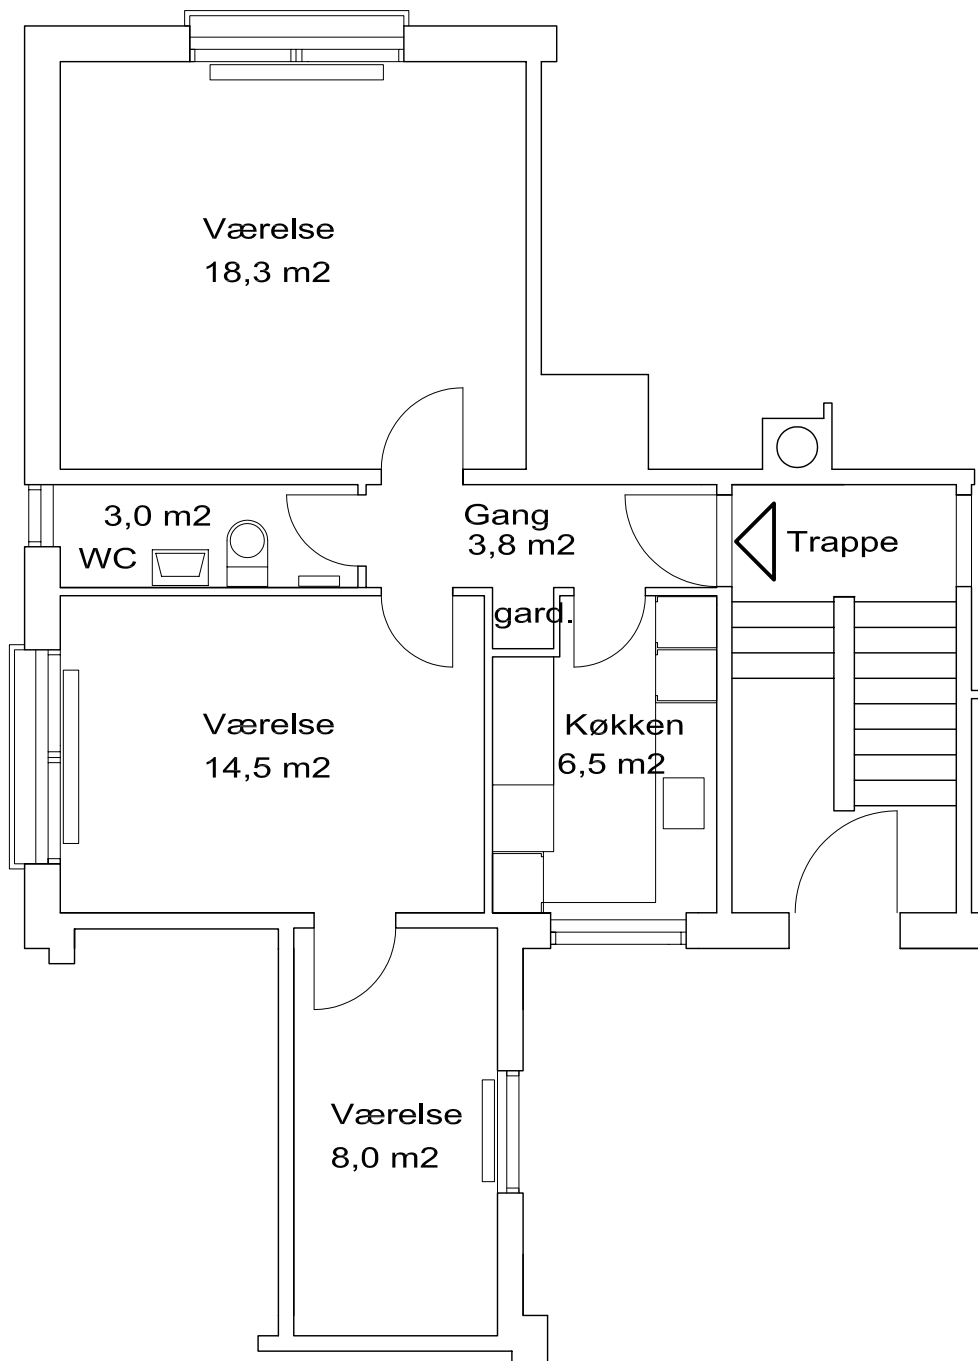 Værelse
18,3 m2
3,0 m2
WC
Gang
3,8 m2
Trappe
gard.
Værelse
14,5 m2
Køkken
6,5 m2
Værelse
8,0 m2